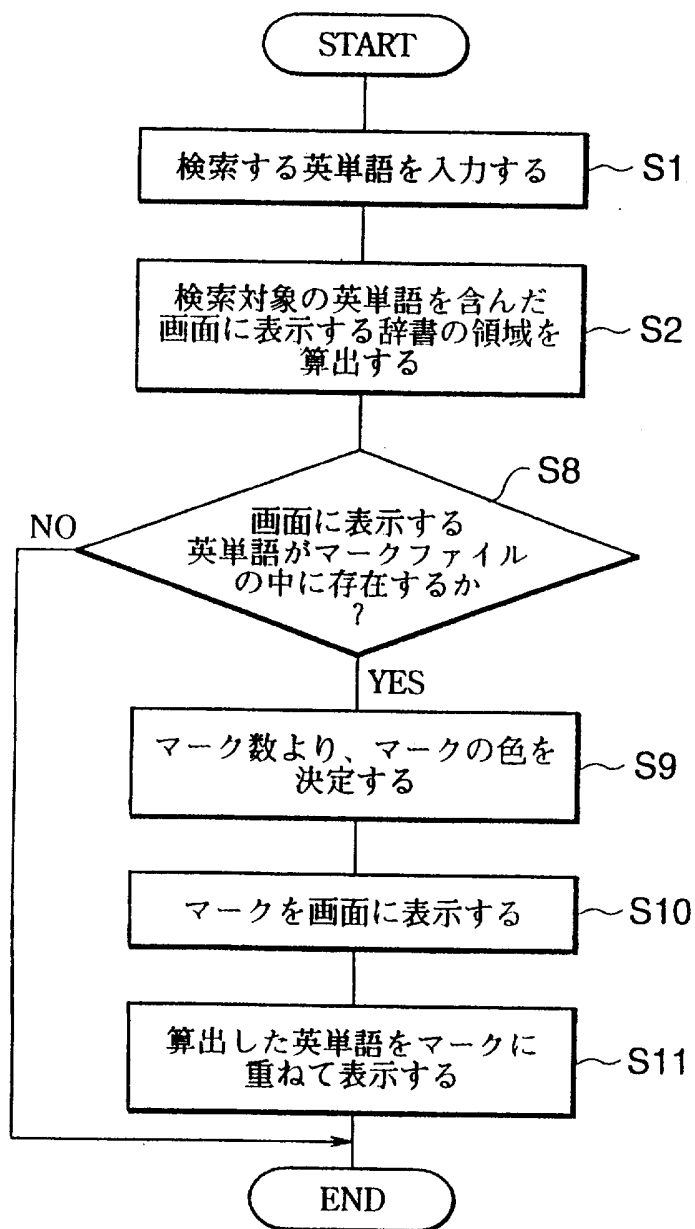 START
検索する英単語を入力する
S1
検索対象の英単語を含んだ
画面に表示する辞書の領域を
算出する
S2
S8
画面に表示する
英単語がマークファイル
の中に存在するか
?
NO
YES
マーク数より、マークの色を
決定する
S9
マークを画面に表示する
S10
算出した英単語をマークに
重ねて表示する
S11
END